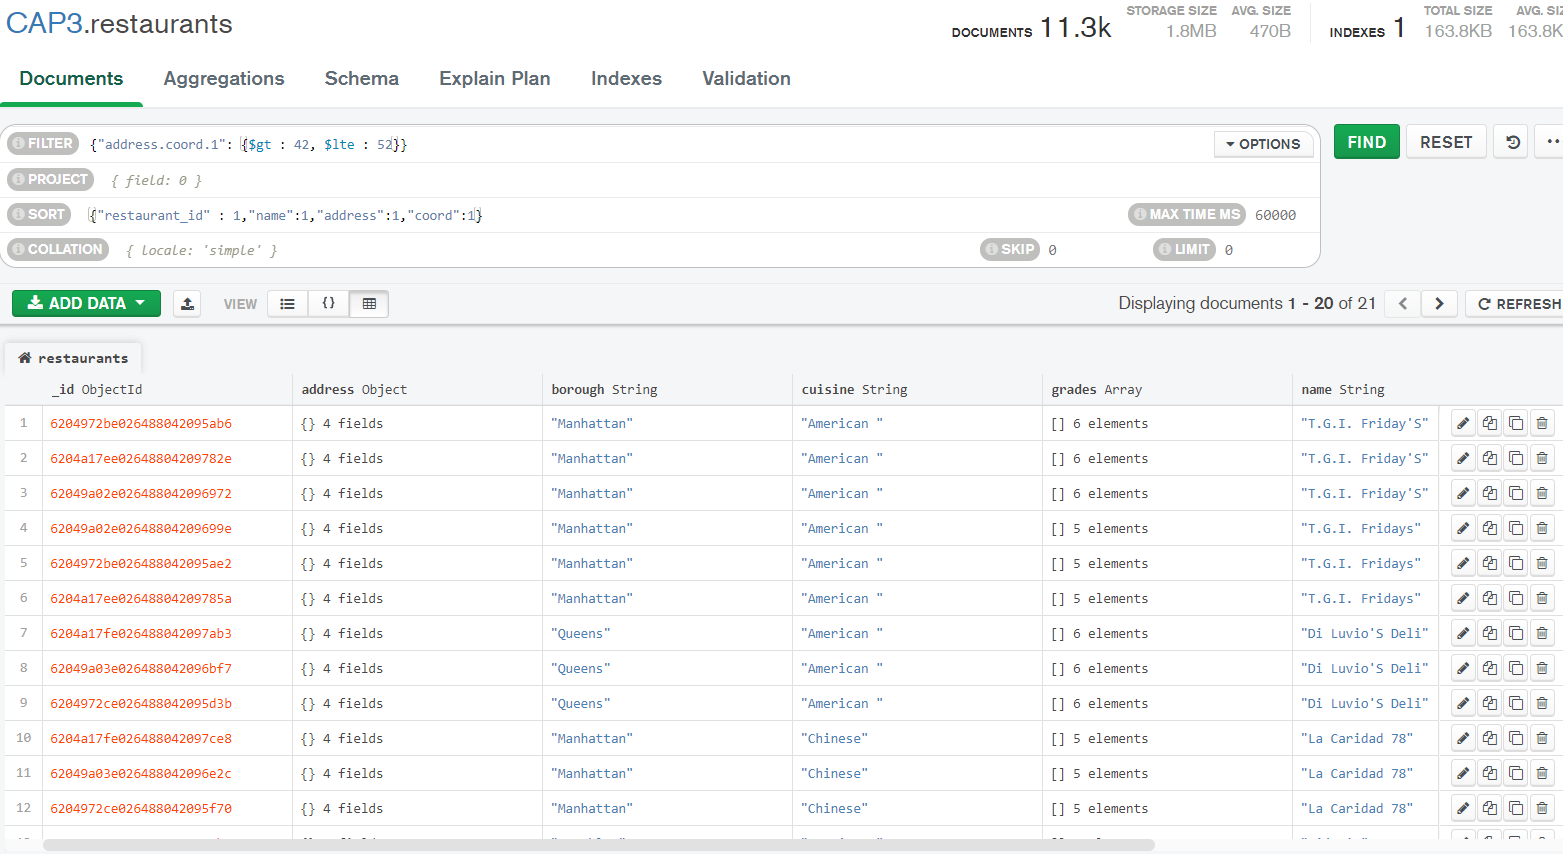 CAP3.restaurants
DOCUMENTS 11.3k STORAGE SIZE 1.8MB AVG. SIZE 470B INDEXES 1 TOTAL SIZE 163.8KB AVG. 163.8K
Documents Aggregations Schema Explain Plan Indexes Validation
FILTER {"address.coord.1": {$gt : 42, $lte : 52}} OPTIONS FIND RESET
PROJECT { field: 0 }
SORT {"restaurant_id" : 1,"name":1,"address":1,"coord":1} MAX TIME MS 60000
COLLATION { locale: 'simple' } SKIP 0 LIMIT 0
ADD DATA VIEW {} Displaying documents 1 - 20 of 21 < > REFRESH
restaurants
_id ObjectId address Object borough String cuisine String grades Array name String
1 6204972be026488042095ab6 {} 4 fields "Manhattan" "American " [] 6 elements "T.G.I. Friday'S"
2 6204a17ee02648804209782e {} 4 fields "Manhattan" "American " [] 6 elements "T.G.I. Friday'S"
3 62049a02e026488042096972 {} 4 fields "Manhattan" "American " [] 6 elements "T.G.I. Friday'S"
4 62049a02e02648804209699e {} 4 fields "Manhattan" "American " [] 5 elements "T.G.I. Fridays"
5 6204972be026488042095ae2 {} 4 fields "Manhattan" "American " [] 5 elements "T.G.I. Fridays"
6 6204a17ee02648804209785a {} 4 fields "Manhattan" "American " [] 5 elements "T.G.I. Fridays"
7 6204a17fe026488042097ab3 {} 4 fields "Queens" "American " [] 6 elements "Di Luvio'S Deli"
8 62049a03e026488042096bf7 {} 4 fields "Queens" "American " [] 6 elements "Di Luvio'S Deli"
9 6204972ce026488042095d3b {} 4 fields "Queens" "American " [] 6 elements "Di Luvio'S Deli"
10 6204a17fe026488042097ce8 {} 4 fields "Manhattan" "Chinese" [] 5 elements "La Caridad 78"
11 62049a03e026488042096e2c {} 4 fields "Manhattan" "Chinese" [] 5 elements "La Caridad 78"
12 6204972ce026488042095f70 {} 4 fields "Manhattan" "Chinese" [] 5 elements "La Caridad 78"